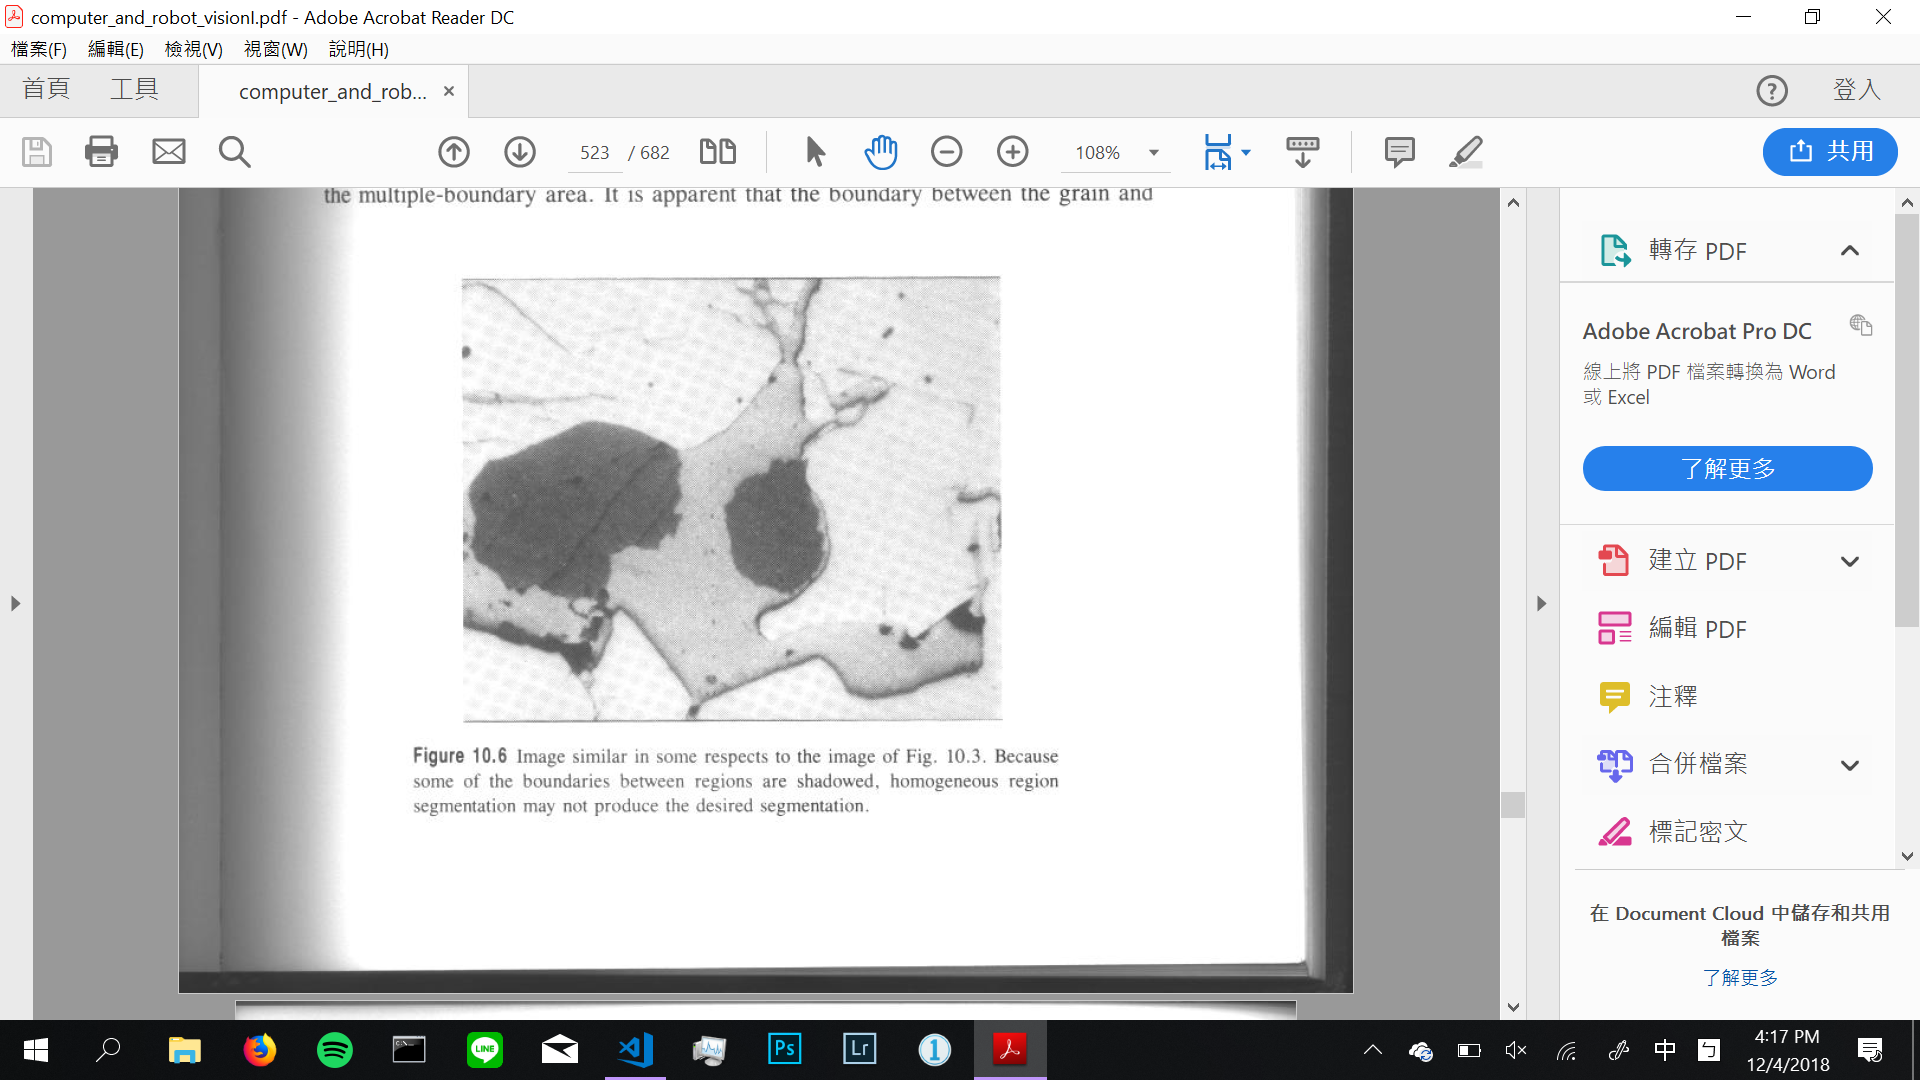 computer_and_robot_visionI.pdf - Adobe Acrobat Reader DC
檔案(F) 編輯(E) 檢視(V) 視窗(W) 說明(H)
首頁 工具 computer_and_rob... 登入
523 / 682 108% 共用
the multiple-boundary area. It is apparent that the boundary between the grain and
Figure 10.6 Image similar in some respects to the image of Fig. 10.3. Because
some of the boundaries between regions are shadowed, homogeneous region
segmentation may not produce the desired segmentation.
轉存 PDF
Adobe Acrobat Pro DC
線上將 PDF 檔案轉換為 Word
或 Excel
了解更多
建立 PDF
編輯 PDF
注釋
合併檔案
標記密文
在 Document Cloud 中儲存和共用
檔案
了解更多
LINE
Ps
Lr
1
中
ㄅ
4:17 PM
12/4/2018